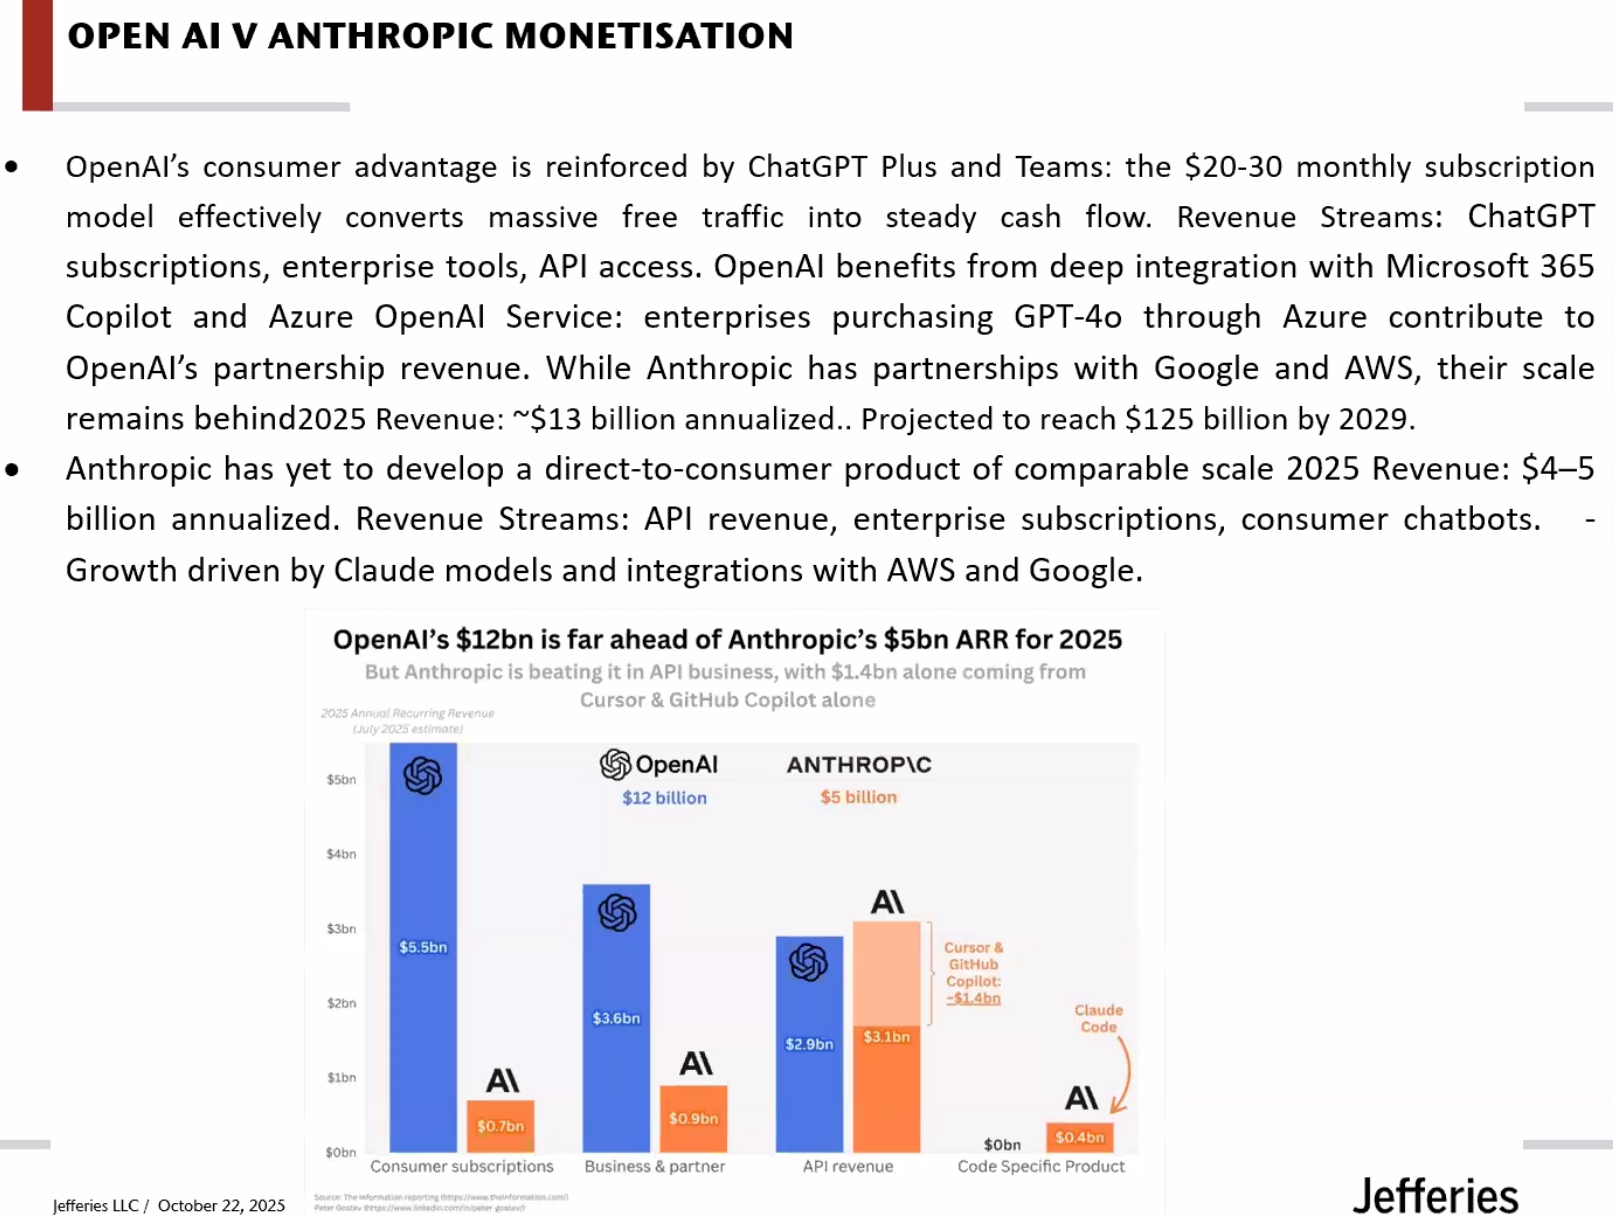 OPEN AI V ANTHROPIC MONETISATION
• OpenAI's consumer advantage is reinforced by ChatGPT Plus and Teams: the $20-30 monthly subscription
model effectively converts massive free traffic into steady cash flow. Revenue Streams: ChatGPT
subscriptions, enterprise tools, API access. OpenAI benefits from deep integration with Microsoft 365
Copilot and Azure OpenAI Service: enterprises purchasing GPT-4o through Azure contribute to
OpenAI's partnership revenue. While Anthropic has partnerships with Google and AWS, their scale
remains behind2025 Revenue: ~$13 billion annualized.. Projected to reach $125 billion by 2029.
• Anthropic has yet to develop a direct-to-consumer product of comparable scale 2025 Revenue: $4–5
billion annualized. Revenue Streams: API revenue, enterprise subscriptions, consumer chatbots. -
Growth driven by Claude models and integrations with AWS and Google.
OpenAI's $12bn is far ahead of Anthropic's $5bn ARR for 2025
But Anthropic is beating it in API business, with $1.4bn alone coming from
Cursor & GitHub Copilot alone
2025 Annual Recurring Revenue
(July 2025 estimate)
OpenAI
ANTHROP\C
$12 billion
$5 billion
$5bn
$4bn
$3bn
$2bn
$1bn
$0bn
$5.5bn
A\
$0.7bn
$3.6bn
A\
$0.9bn
$2.9bn
A\
$3.1bn
Cursor &
GitHub
Copilot:
~$1.4bn
Claude
Code
A\
$0bn
$0.4bn
Consumer subscriptions
Business & partner
API revenue
Code Specific Product
Source: The Information reporting (https://www.theinformation.com/)
Peter Gostev (https://www.linkedin.com/in/peter-gostev/)
Jefferies LLC / October 22, 2025
Jefferies